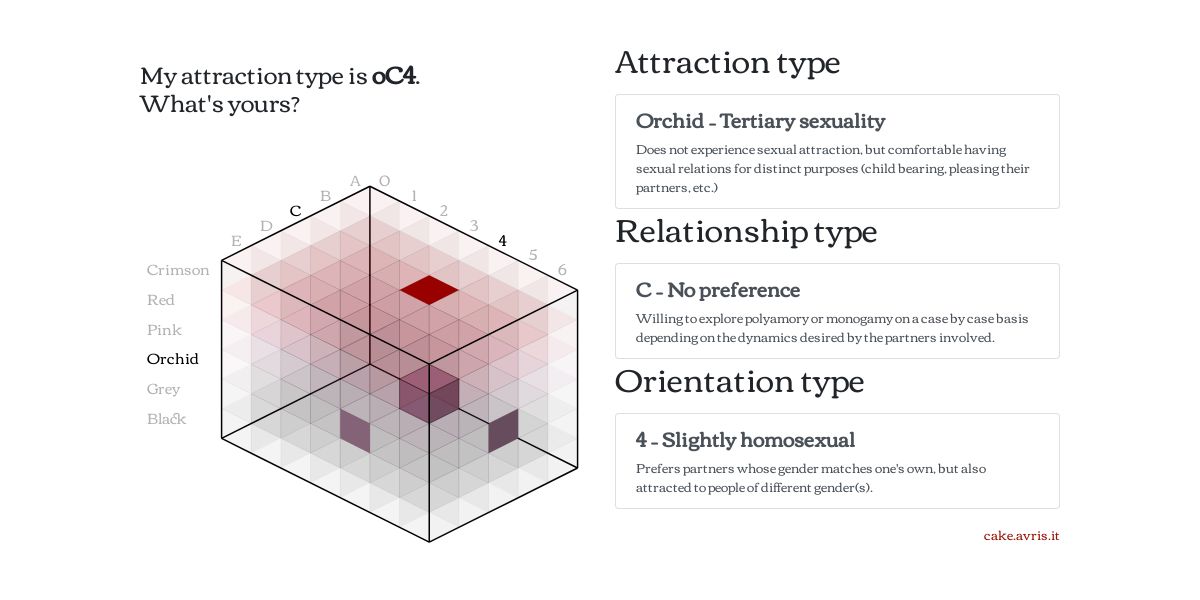 My attraction type is oC4.
What's yours?
A O
B 1
C 2
D 3
E 4
5
6
Crimson
Red
Pink
Orchid
Grey
Black
Attraction type
Orchid - Tertiary sexuality
Does not experience sexual attraction, but comfortable having
sexual relations for distinct purposes (child bearing, pleasing their
partners, etc.)
Relationship type
C - No preference
Willing to explore polyamory or monogamy on a case by case basis
depending on the dynamics desired by the partners involved.
Orientation type
4 - Slightly homosexual
Prefers partners whose gender matches one's own, but also
attracted to people of different gender(s).
cake.avris.it